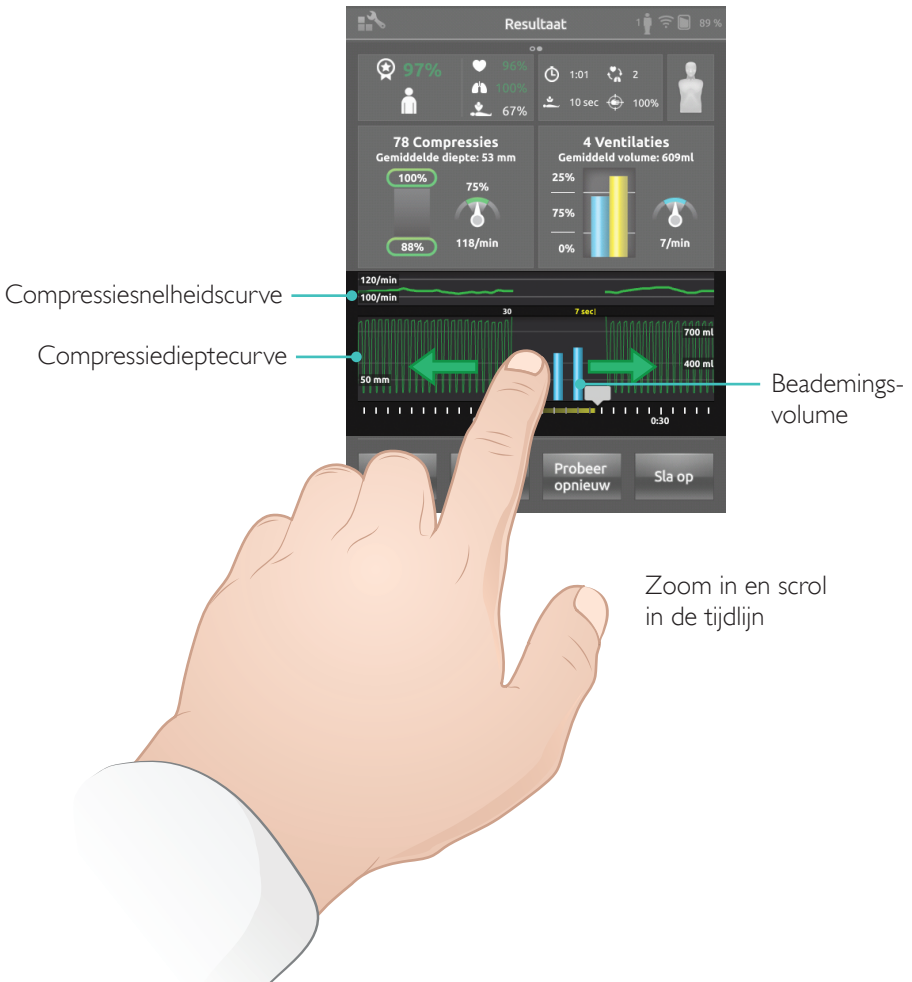 Resultaat
1
89 %
97%
96%
100%
67%
1:01
2
10 sec
100%
78 Compressies
Gemiddelde diepte: 53 mm
100%
88%
75%
118/min
4 Ventilaties
Gemiddeld volume: 609ml
25%
75%
0%
7/min
Compressiesnelheidscurve
120/min
100/min
30
7 sec
Compressiedieptecurve
700 ml
400 ml
50 mm
Beademings-
volume
0:30
Probeer
opnieuw
Sla op
Zoom in en scrol
in de tijdlijn